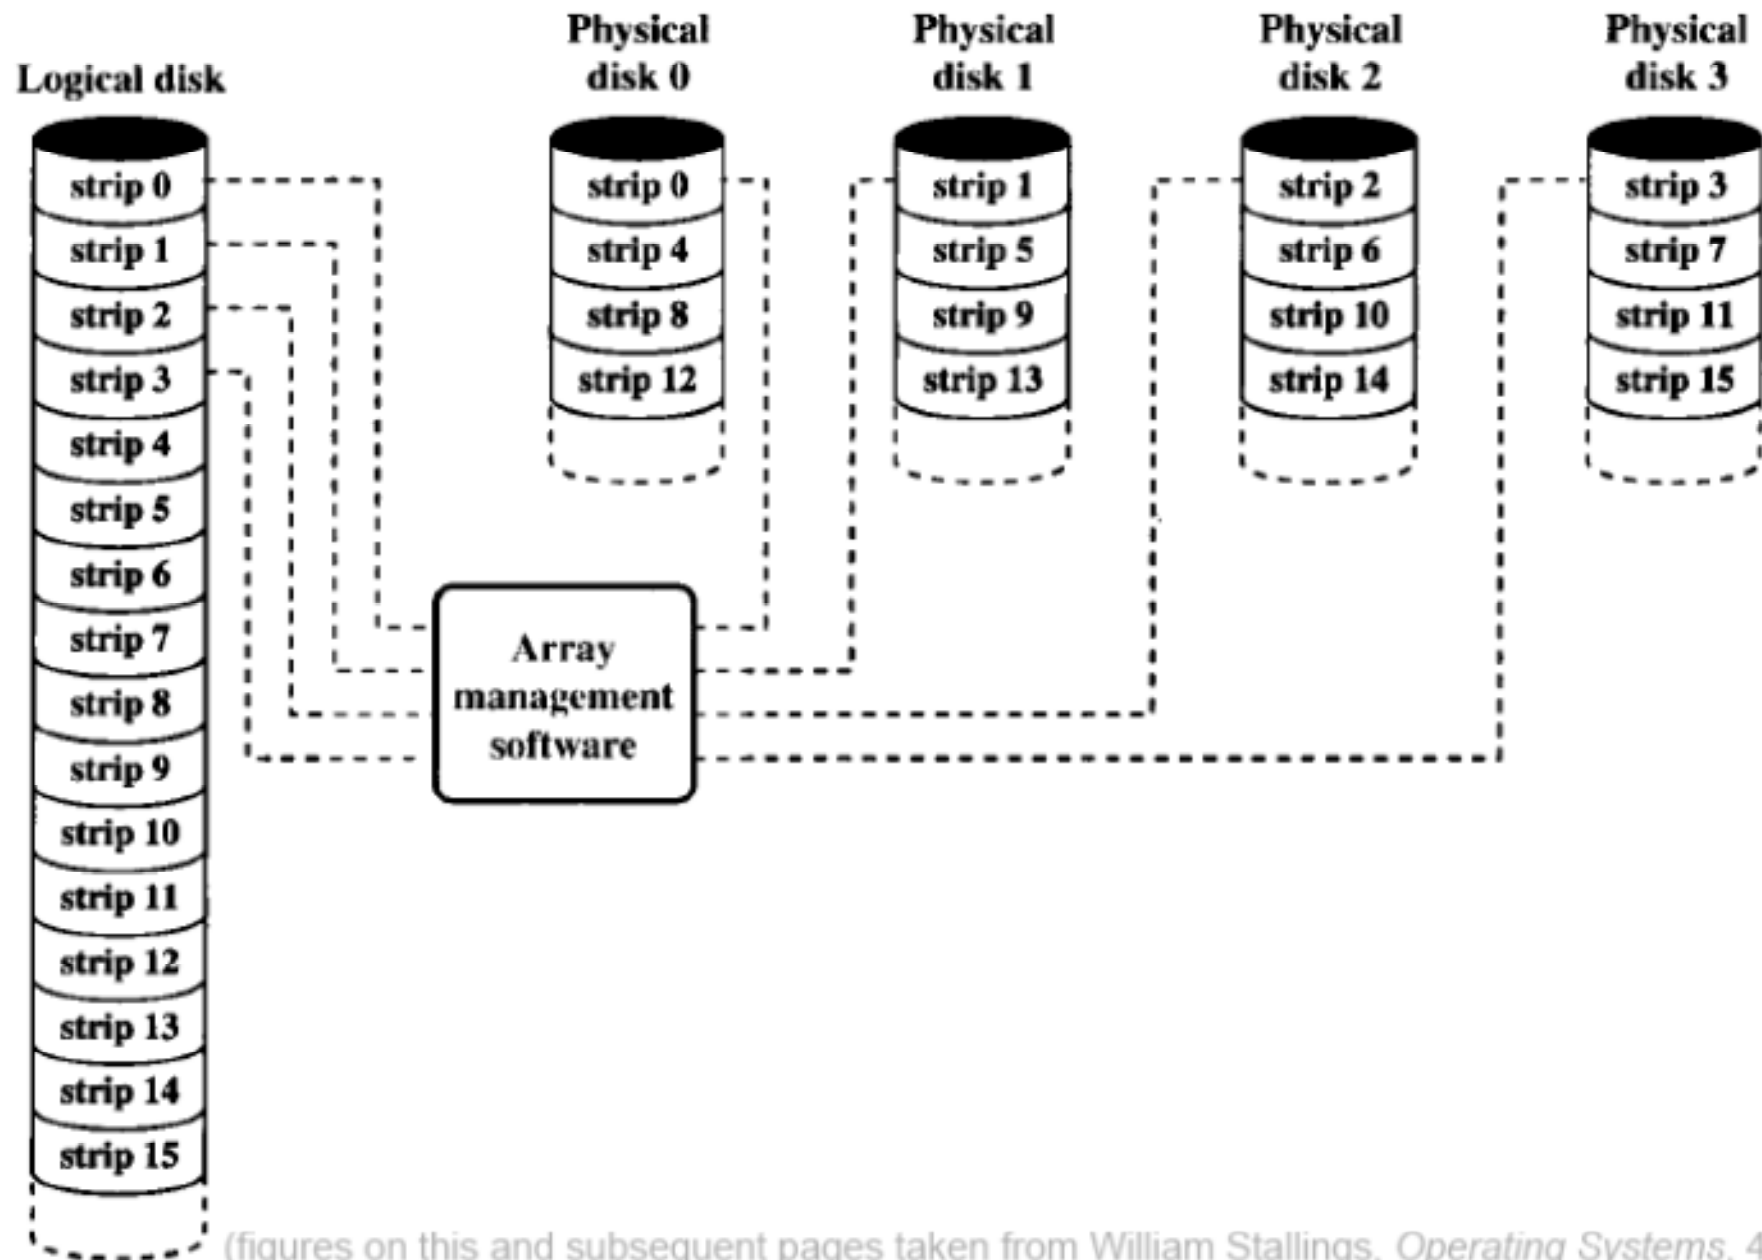 Logical disk
Physical
disk 0
Physical
disk 1
Physical
disk 2
Physical
disk 3
strip 0
strip 1
strip 2
strip 3
strip 4
strip 5
strip 6
strip 7
strip 8
strip 9
strip 10
strip 11
strip 12
strip 13
strip 14
strip 15
strip 0
strip 4
strip 8
strip 12
strip 1
strip 5
strip 9
strip 13
strip 2
strip 6
strip 10
strip 14
strip 3
strip 7
strip 11
strip 15
Array
management
software
(figures on this and subsequent pages taken from William Stallings, Operating Systems,